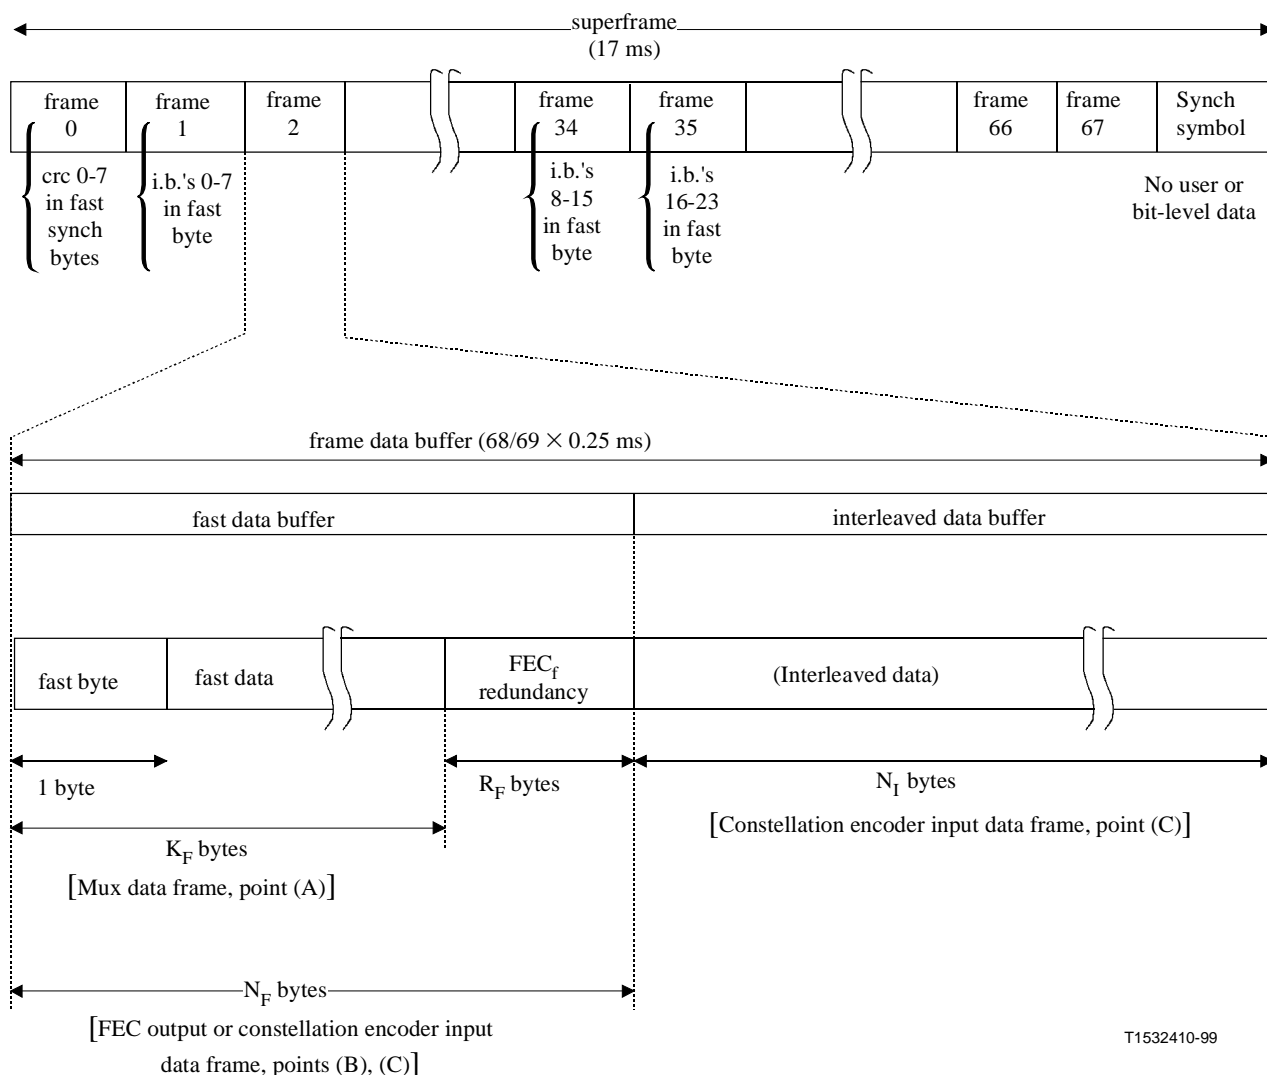 superframe
(17 ms)
frame
0
frame
1
frame
2
frame
34
frame
35
frame
66
frame
67
Synch
symbol
crc 0-7
in fast
synch
bytes
i.b.'s 0-7
in fast
byte
i.b.'s
8-15
in fast
byte
i.b.'s
16-23
in fast
byte
No user or
bit-level data
frame data buffer (68/69 × 0.25 ms)
fast data buffer
interleaved data buffer
fast byte
fast data
FECf
redundancy
(Interleaved data)
1 byte
RF bytes
NI bytes
[Constellation encoder input data frame, point (C)]
KF bytes
[Mux data frame, point (A)]
NF bytes
[FEC output or constellation encoder input
data frame, points (B), (C)]
T1532410-99